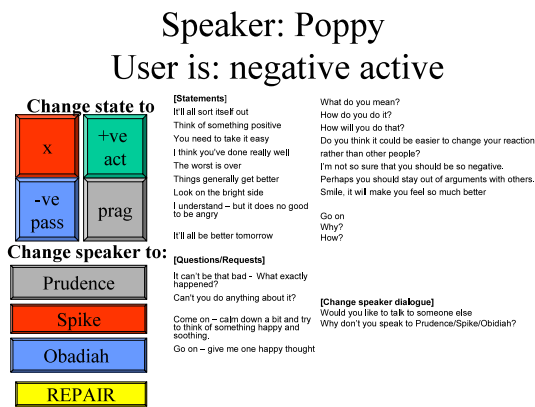 Speaker: Poppy
User is: negative active
Change state to
x
+ve
act
-ve
pass
prag
Change speaker to:
Prudence
Spike
Obadiah
REPAIR
[Statements]
It'll all sort itself out
Think of something positive
You need to take it easy
I think you've done really well
The worst is over
Things generally get better
Look on the bright side
I understand – but it does no good
to be angry
It'll all be better tomorrow
[Questions/Requests]
It can't be that bad - What exactly
happened?
Can't you do anything about it?
Come on – calm down a bit and try
to think of something happy and
soothing.
Go on – give me one happy thought
What do you mean?
How do you do it?
How will you do that?
Do you think it could be easier to change your reaction
rather than other people?
I'm not so sure that you should be so negative.
Perhaps you should stay out of arguments with others.
Smile, it will make you feel so much better
Go on
Why?
How?
[Change speaker dialogue]
Would you like to talk to someone else
Why don't you speak to Prudence/Spike/Obidiah?